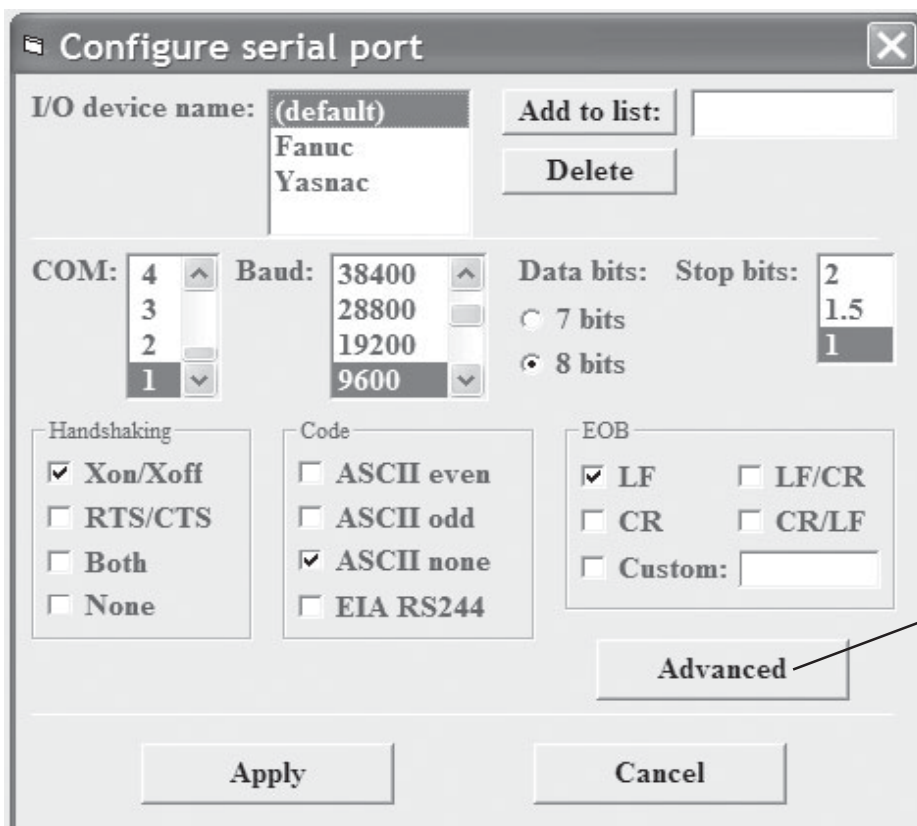 Configure serial port
I/O device name:
(default)
Fanuc
Yasnac
Add to list:
Delete
COM:
4
3
2
1
Baud:
38400
28800
19200
9600
Data bits:
7 bits
8 bits
Stop bits:
2
1.5
1
Handshaking
Xon/Xoff
RTS/CTS
Both
None
Code
ASCII even
ASCII odd
ASCII none
EIA RS244
EOB
LF
LF/CR
CR
CR/LF
Custom:
Advanced
Apply
Cancel